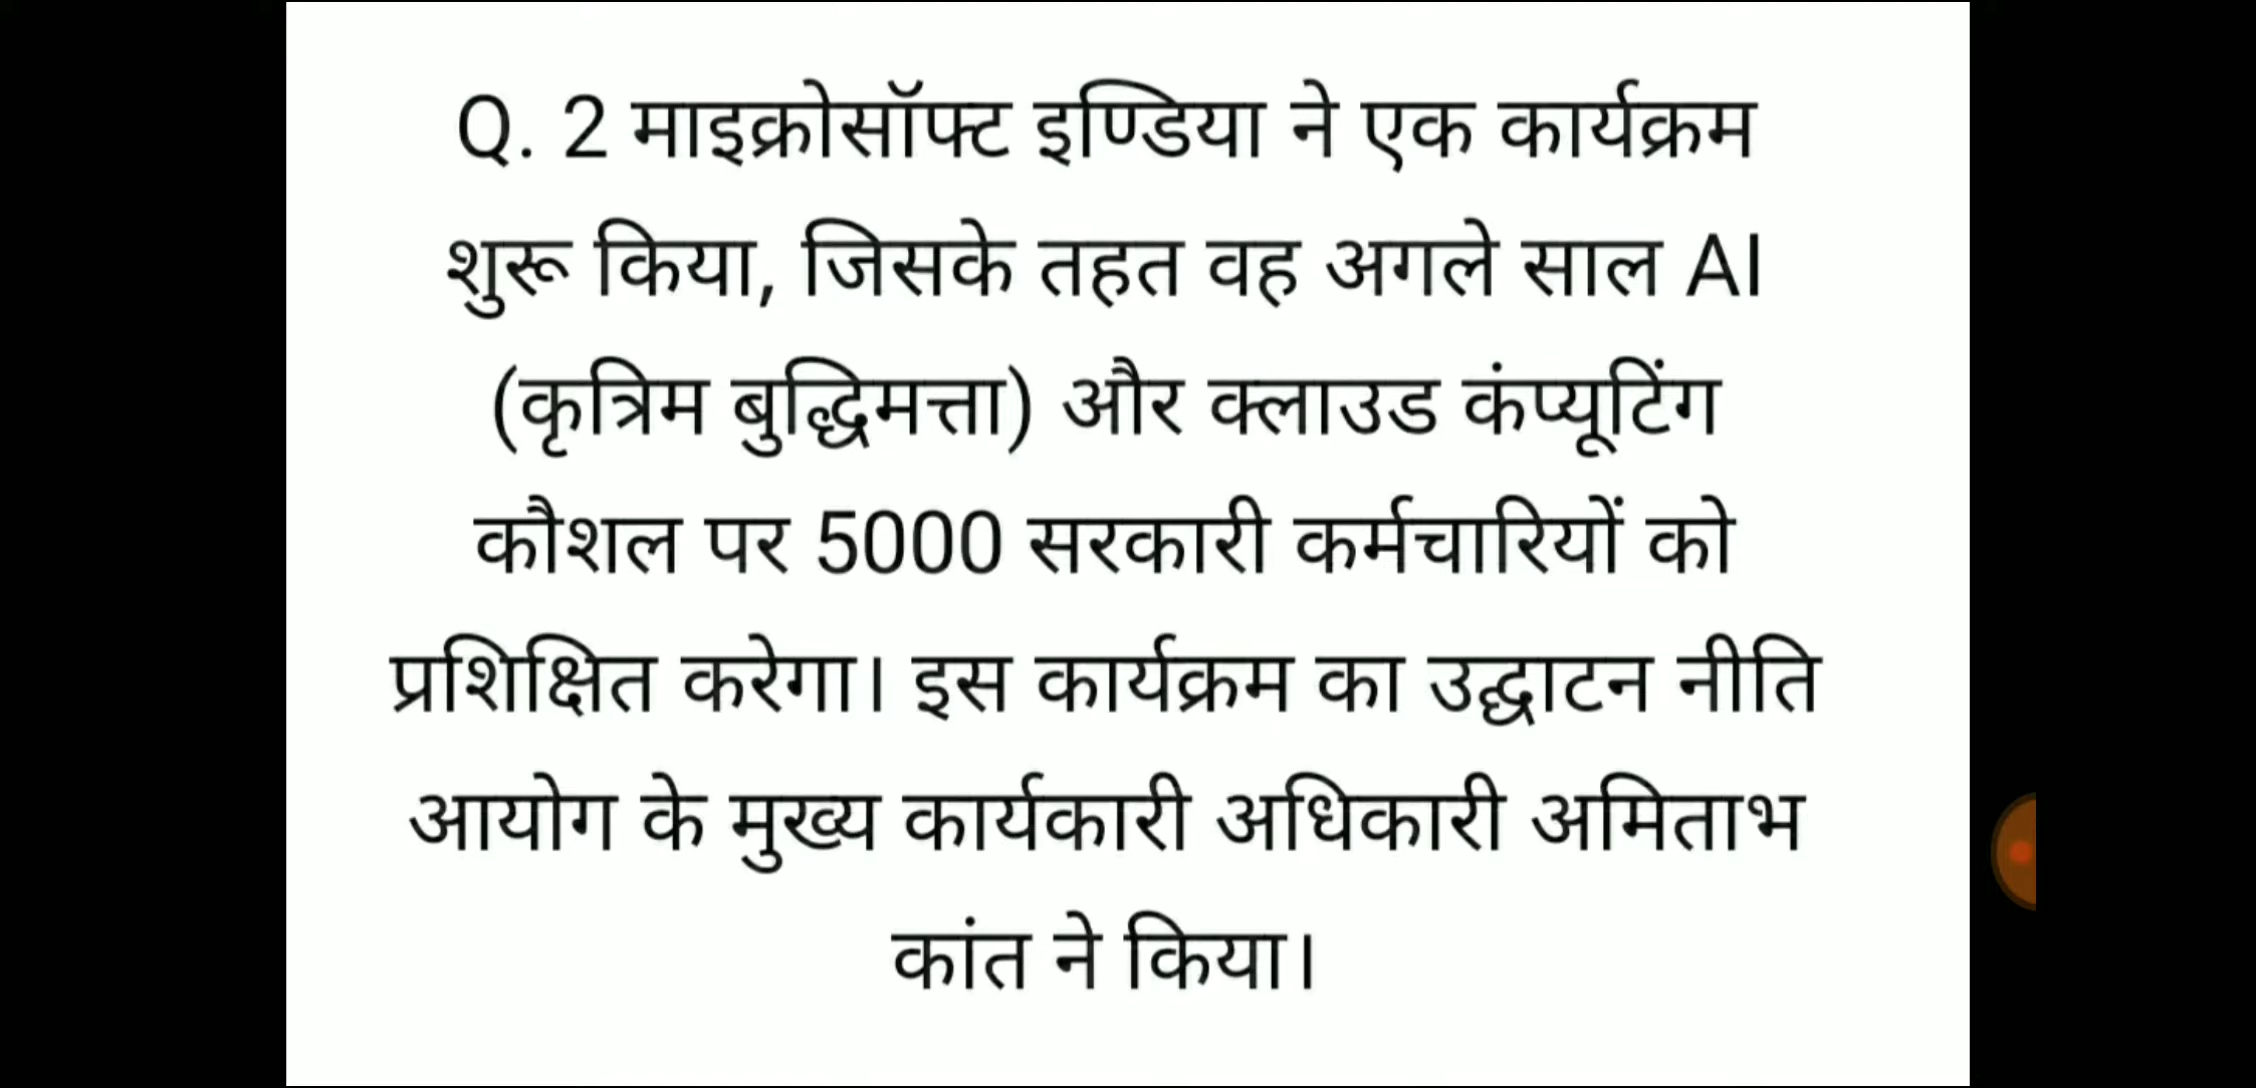 Q. 2 माइक्रोसॉफ्ट इण्डिया ने एक कार्यक्रम
शुरू किया, जिसके तहत वह अगले साल AI
(कृत्रिम बुद्धिमत्ता) और क्लाउड कंप्यूटिंग
कौशल पर 5000 सरकारी कर्मचारियों को
प्रशिक्षित करेगा। इस कार्यक्रम का उद्घाटन नीति
आयोग के मुख्य कार्यकारी अधिकारी अमिताभ
कांत ने किया।